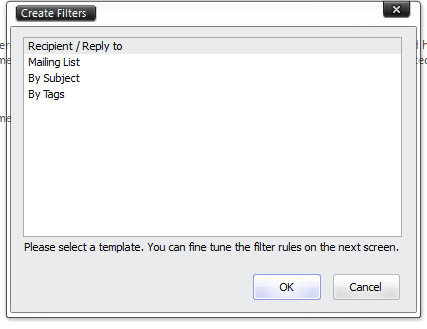 Create Filters
Recipient / Reply to
Mailing List
By Subject
By Tags
Please select a template. You can fine tune the filter rules on the next screen.
OK
Cancel